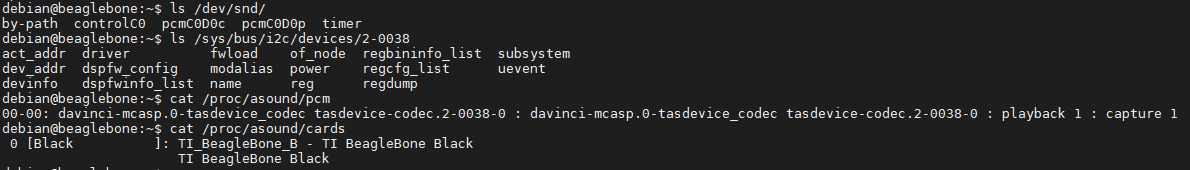 debian@beaglebone:~$ ls /dev/snd/
by-path  controlC0  pcmC0D0c  pcmC0D0p  timer
debian@beaglebone:~$ ls /sys/bus/i2c/devices/2-0038
act_addr  driver          fwload    of_node  regbininfo_list  subsystem
dev_addr  dspfw_config    modalias  power    regcfg_list      uevent
devinfo   dspfwinfo_list  name      reg      regdump
debian@beaglebone:~$ cat /proc/asound/pcm
00-00: davinci-mcasp.0-tasdevice_codec tasdevice-codec.2-0038-0 : davinci-mcasp.0-tasdevice_codec tasdevice-codec.2-0038-0 : playback 1 : capture 1
debian@beaglebone:~$ cat /proc/asound/cards
 0 [Black          ]: TI_BeagleBone_B - TI BeagleBone Black
                      TI BeagleBone Black